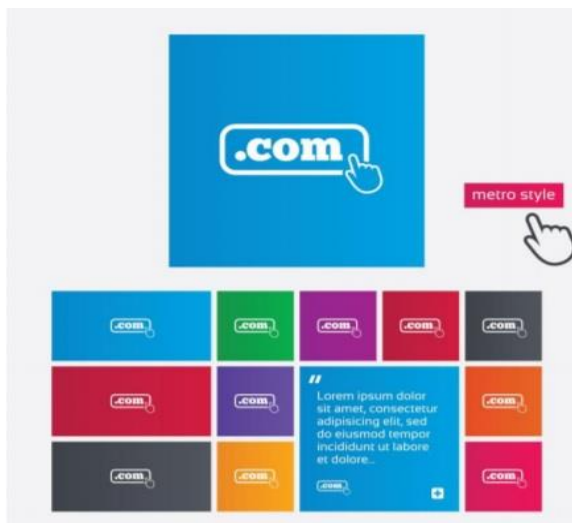 .com
metro style
.com
.com
.com
.com
.com
.com
.com
"
Lorem ipsum dolor
sit amet, consectetur
adipisicing elit, sed
do eiusmod tempor
incididunt ut labore
et dolore...
.com
.com
.com
.com
.com
+